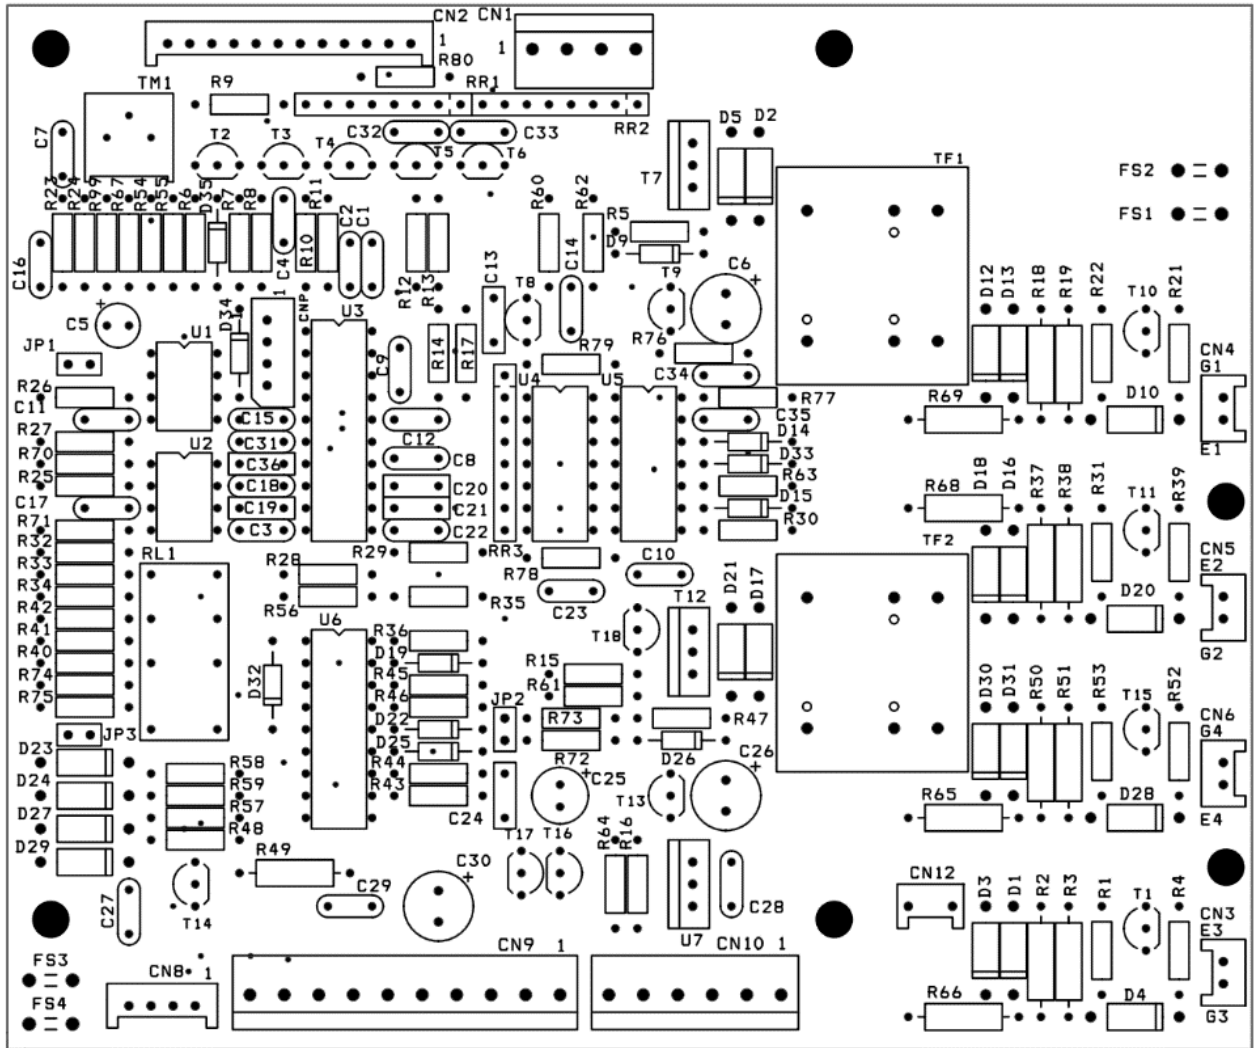 CN2 CN1
1 1
R80
TM1 R9 RR1
RR2
C7 T2 T3 T4 C32 T5 C33 T6 D5 D2
T7 TF1
FS2
R23 R24 R99 R67 R54 R55 R6 D35 R7 R8 R11 R60 R62
FS1
C16 C4 R10 C2 C1 R12 R13 C13 C14 R5 D9
T8 T9 C6 D12 D13 R18 R19 R22 T10 R21
C5 U1 D34 1 CNP U3 R76
JP1 C9 R14 R17 R79 C34 CN4
G1
R26 U4 U5 R77 R69 D10
C11 C15 C35
R27 U2 C31 C12 D14
E1
R70 C36 C8 D33
R25 C18 C20 R63 D18 D16 R37 R38 R31 T11 R39
C17 C19 C21 D15 R68
R71 C3 C22 R30
R32 RL1 R29 RR3 TF2 CN5
R33 R28 R78 C10 E2
R34 C23 D21 D17 D20
R42 R56 R35 T12
R41 U6 R36 T18
R40 D19 G2
R74 D32 R45 R15
R75 R46 R61 JP2 D30 D31 R50 R51 R53 T15 R52
JP3 D22 R73 R47 CN6
D23 D25 G4
R58 R44 R72 D26 C26
D24 R59 R43 C25
D27 R57 C24 T13 R65 D28
E4
D29 R48 T17 T16 R64 R16
R49 C30
C27 T14 C29 C28 CN12 D3 D1 R2 R3 R1 T1 R4
U7 CN3
E3
FS3 CN8 1 CN9 1 CN10 1
FS4 R66 D4
G3